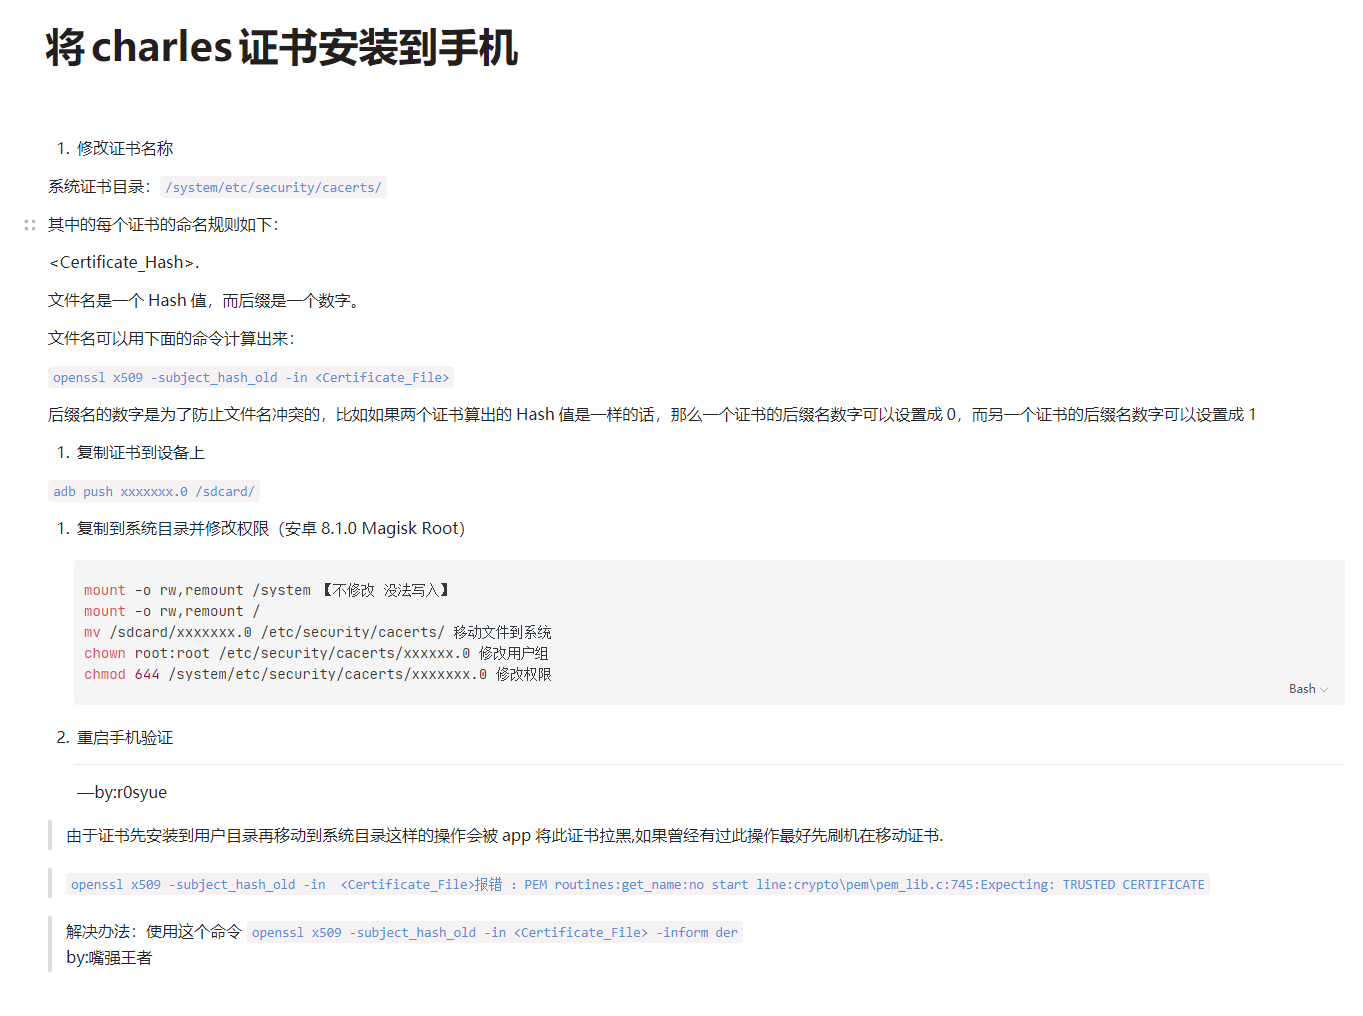 将charles证书安装到手机
1. 修改证书名称
系统证书目录：/system/etc/security/cacerts/
其中的每个证书的命名规则如下：
<Certificate_Hash>.
文件名是一个 Hash 值，而后缀是一个数字。
文件名可以用下面的命令计算出来：
openssl x509 -subject_hash_old -in <Certificate_File>
后缀名的数字是为了防止文件名冲突的，比如如果两个证书算出的 Hash 值是一样的话，那么一个证书的后缀名数字可以设置成 0，而另一个证书的后缀名数字可以设置成 1
1. 复制证书到设备上
adb push xxxxxxx.0 /sdcard/
1. 复制到系统目录并修改权限（安卓 8.1.0 Magisk Root）
mount -o rw,remount /system 【不修改 没法写入】
mount -o rw,remount /
mv /sdcard/xxxxxxx.0 /etc/security/cacerts/ 移动文件到系统
chown root:root /etc/security/cacerts/xxxxxx.0 修改用户组
chmod 644 /system/etc/security/cacerts/xxxxxxx.0 修改权限
Bash
2. 重启手机验证
—by:r0syue
由于证书先安装到用户目录再移动到系统目录这样的操作会被 app 将此证书拉黑,如果曾经有过此操作最好先刷机在移动证书.
openssl x509 -subject_hash_old -in  <Certificate_File>报错 ：PEM routines:get_name:no start line:crypto\pem\pem_lib.c:745:Expecting: TRUSTED CERTIFICATE
解决办法：使用这个命令 openssl x509 -subject_hash_old -in <Certificate_File> -inform der
by:嘴强王者